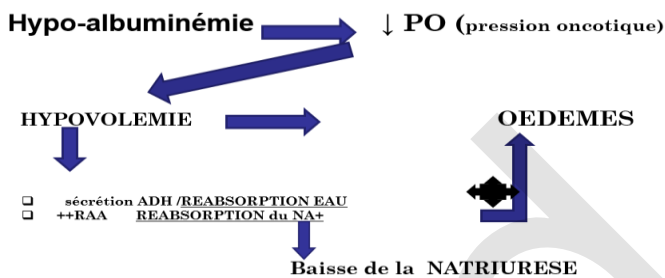 Hypo-albuminémie ↓ PO (pression oncotique)
HYPOVOLEMIE OEDEMES
❑ sécrétion ADH /REABSORPTION EAU
❑ ++RAA REABSORPTION du NA+
Baisse de la NATRIURESE